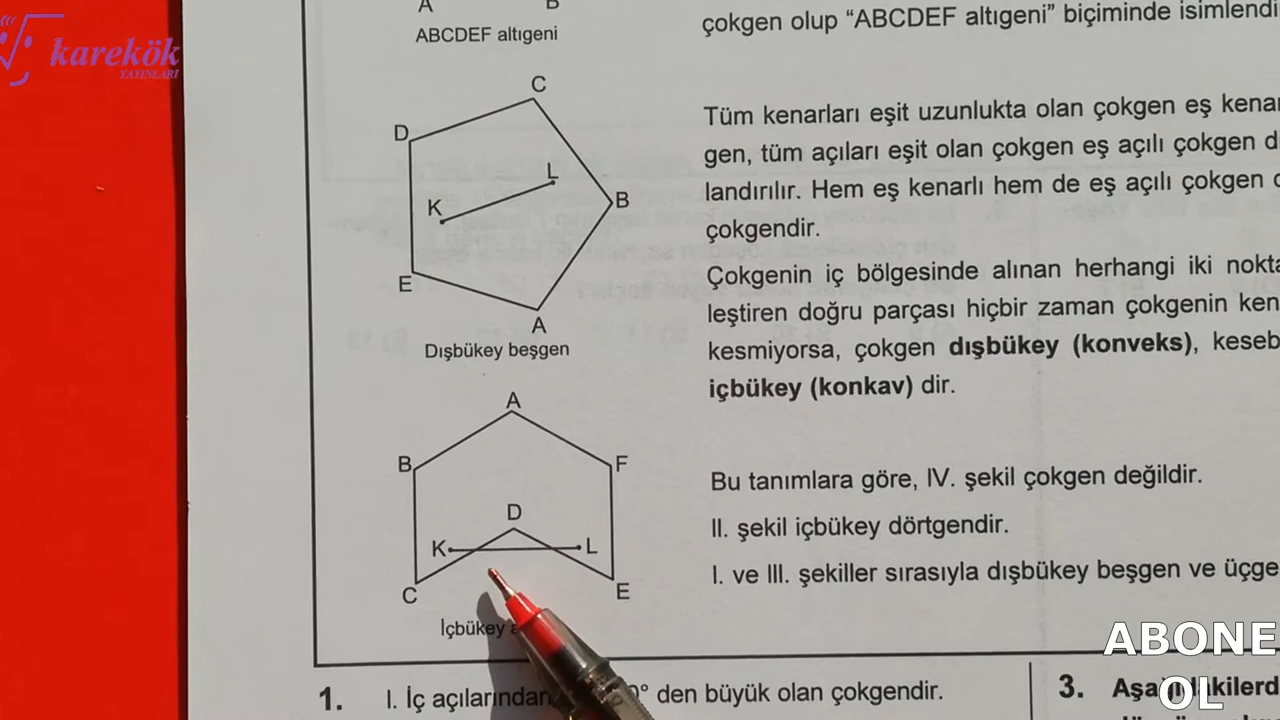 karekök
YAYINLARI
A B
ABCDEF altıgeni
çokgen olup “ABCDEF altıgeni” biçiminde isimlendi
C
D
L
K
B
E
A
Dışbükey beşgen
Tüm kenarları eşit uzunlukta olan çokgen eş kenar
gen, tüm açıları eşit olan çokgen eş açılı çokgen d
landırılır. Hem eş kenarlı hem de eş açılı çokgen
çokgendir.
Çokgenin iç bölgesinde alınan herhangi iki nokta
leştiren doğru parçası hiçbir zaman çokgenin ken
kesmiyorsa, çokgen dışbükey (konveks), keseb
içbükey (konkav) dir.
A
B F
D
K L
C E
İçbükey
Bu tanımlara göre, IV. şekil çokgen değildir.
II. şekil içbükey dörtgendir.
I. ve III. şekiller sırasıyla dışbükey beşgen ve üçge
1. I. İç açılarından 0° den büyük olan çokgendir.
3.
ABONE
OL